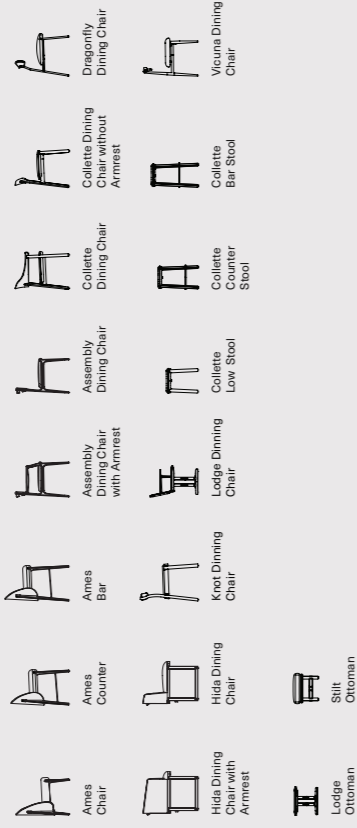 Ames
Chair
Ames
Counter
Ames
Bar
Assembly
Dining Chair
with Armrest
Assembly
Dining Chair
Collette
Dining Chair
Collette Dining
Chair without
Armrest
Dragonfly
Dining Chair
Hida Dining
Chair with
Armrest
Hida Dining
Chair
Knot Dinning
Chair
Lodge Dinning
Chair
Collette
Low Stool
Collette
Counter
Stool
Collette
Bar Stool
Vicuna Dining
Chair
Lodge
Ottoman
Stilt
Ottoman